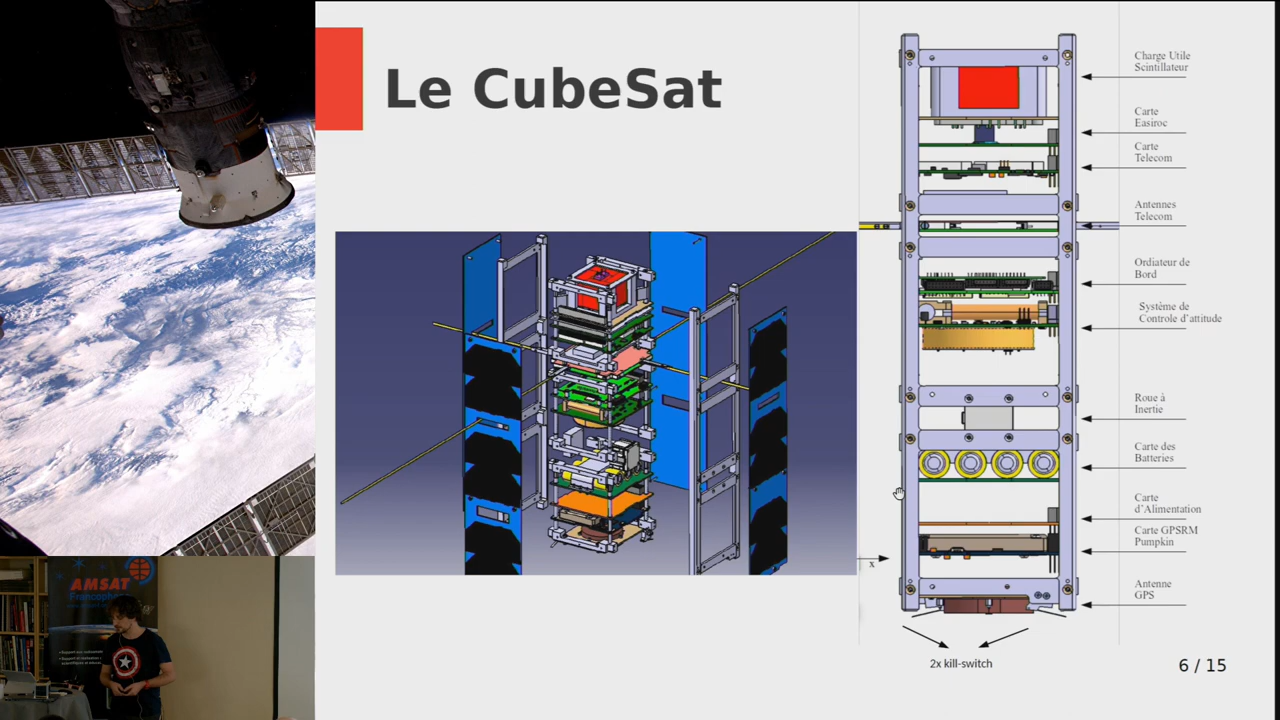 Le CubeSat
Charge Utile
Scintillateur
Carte
Easiroc
Carte
Telecom
Antennes
Telecom
Ordiateur de
Bord
Système de
Controle d'attitude
Roue à
Inertie
Carte des
Batteries
Carte
d'Alimentation
Carte GPSRM
Pumpkin
x
Antenne
GPS
2x kill-switch
6 / 15
AMSAT
Francophone